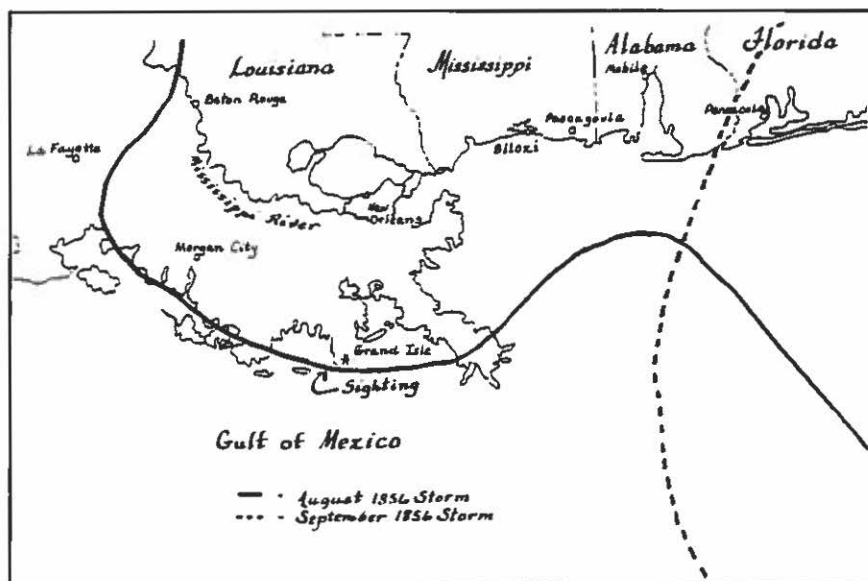 Louisiana
Mississippi
Alabama
Florida
Mobile
Baton Rouge
Pascagoula
Pensacola
La Fayette
Biloxi
Mississippi River
New Orleans
Morgan City
Grand Isle
Sighting
Gulf of Mexico
- August 1856 Storm
- September 1856 Storm